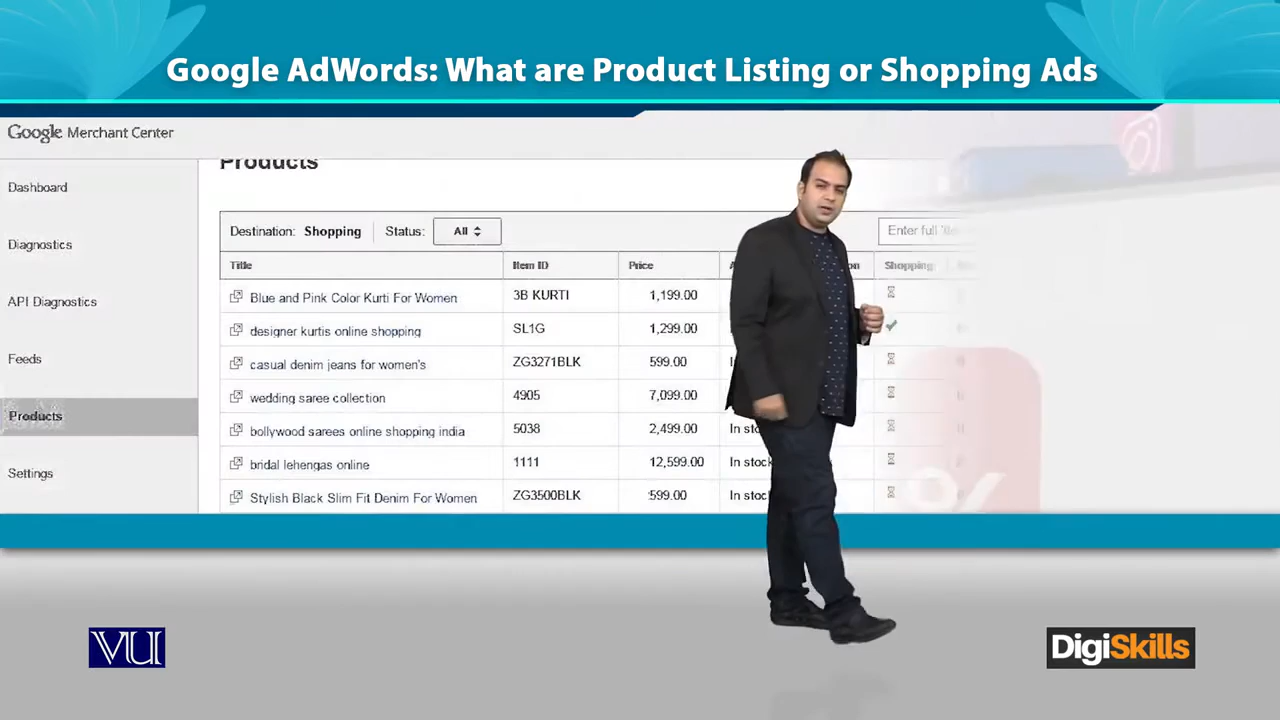 Google AdWords: What are Product Listing or Shopping Ads
Google Merchant Center
Products
Dashboard
Diagnostics
API Diagnostics
Feeds
Products
Settings
Destination: Shopping Status: All Enter full
Title Item ID Price Shopping
Blue and Pink Color Kurti For Women 3B KURTI 1,199.00
designer kurtis online shopping SL1G 1,299.00
casual denim jeans for women's ZG3271BLK 599.00
wedding saree collection 4905 7,099.00
bollywood sarees online shopping india 5038 2,499.00 In
bridal lehengas online 1111 12,599.00 In stock
Stylish Black Slim Fit Denim For Women ZG3500BLK 599.00 In stock
VU
DigiSkills